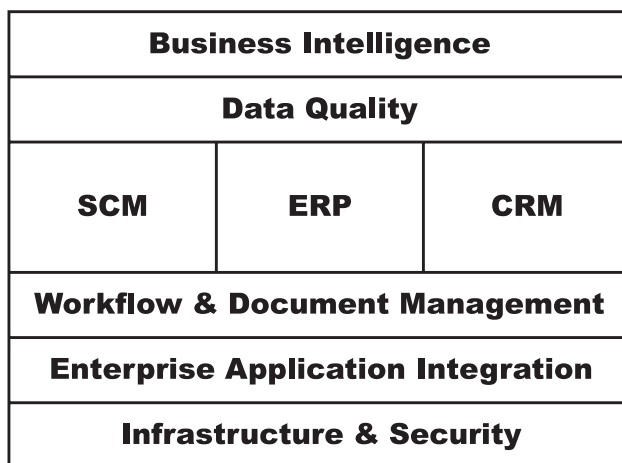 Business Intelligence
Data Quality
SCM ERP CRM
Workflow & Document Management
Enterprise Application Integration
Infrastructure & Security